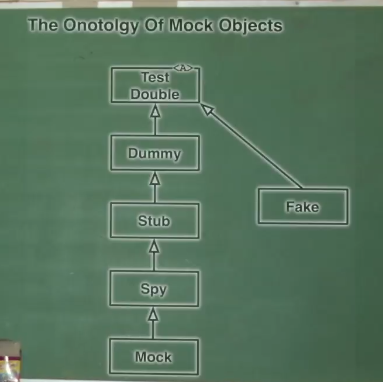 The Onotolgy Of Mock Objects
<A>
Test
Double
Dummy
Fake
Stub
Spy
Mock